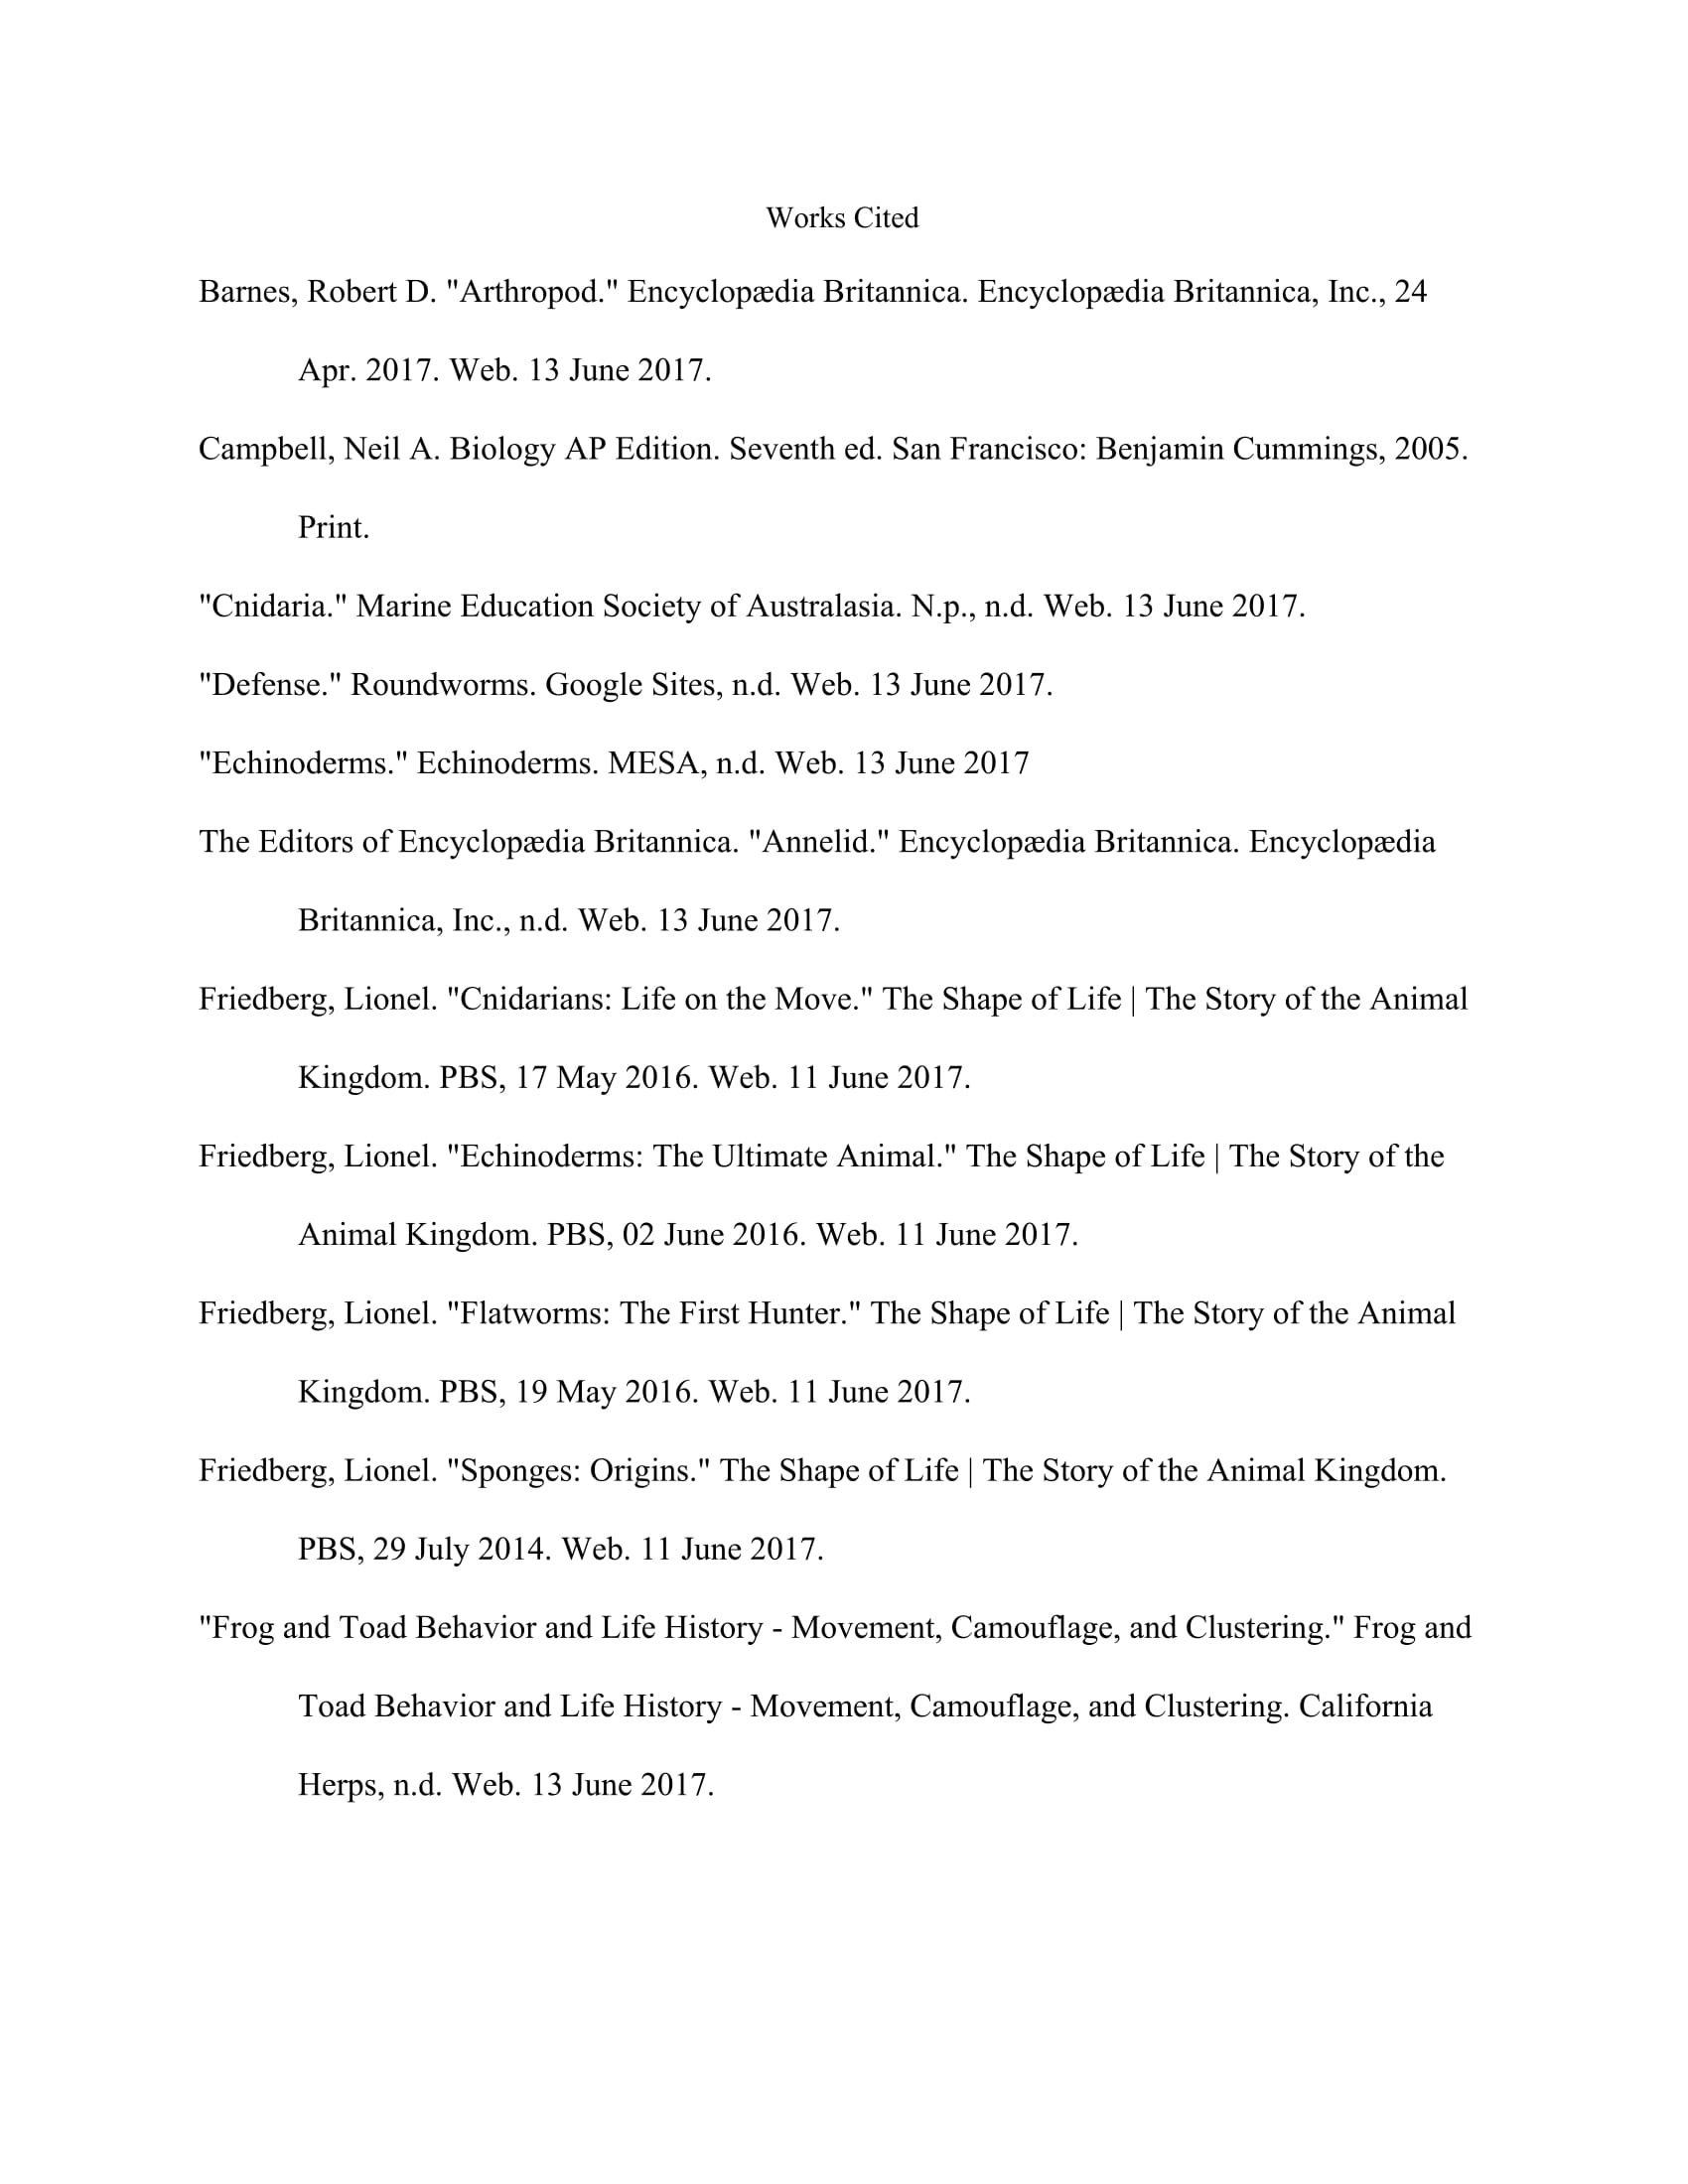 Works Cited
Barnes, Robert D. "Arthropod." Encyclopædia Britannica. Encyclopædia Britannica, Inc., 24
Apr. 2017. Web. 13 June 2017.
Campbell, Neil A. Biology AP Edition. Seventh ed. San Francisco: Benjamin Cummings, 2005.
Print.
"Cnidaria." Marine Education Society of Australasia. N.p., n.d. Web. 13 June 2017.
"Defense." Roundworms. Google Sites, n.d. Web. 13 June 2017.
"Echinoderms." Echinoderms. MESA, n.d. Web. 13 June 2017
The Editors of Encyclopædia Britannica. "Annelid." Encyclopædia Britannica. Encyclopædia
Britannica, Inc., n.d. Web. 13 June 2017.
Friedberg, Lionel. "Cnidarians: Life on the Move." The Shape of Life | The Story of the Animal
Kingdom. PBS, 17 May 2016. Web. 11 June 2017.
Friedberg, Lionel. "Echinoderms: The Ultimate Animal." The Shape of Life | The Story of the
Animal Kingdom. PBS, 02 June 2016. Web. 11 June 2017.
Friedberg, Lionel. "Flatworms: The First Hunter." The Shape of Life | The Story of the Animal
Kingdom. PBS, 19 May 2016. Web. 11 June 2017.
Friedberg, Lionel. "Sponges: Origins." The Shape of Life | The Story of the Animal Kingdom.
PBS, 29 July 2014. Web. 11 June 2017.
"Frog and Toad Behavior and Life History - Movement, Camouflage, and Clustering." Frog and
Toad Behavior and Life History - Movement, Camouflage, and Clustering. California
Herps, n.d. Web. 13 June 2017.